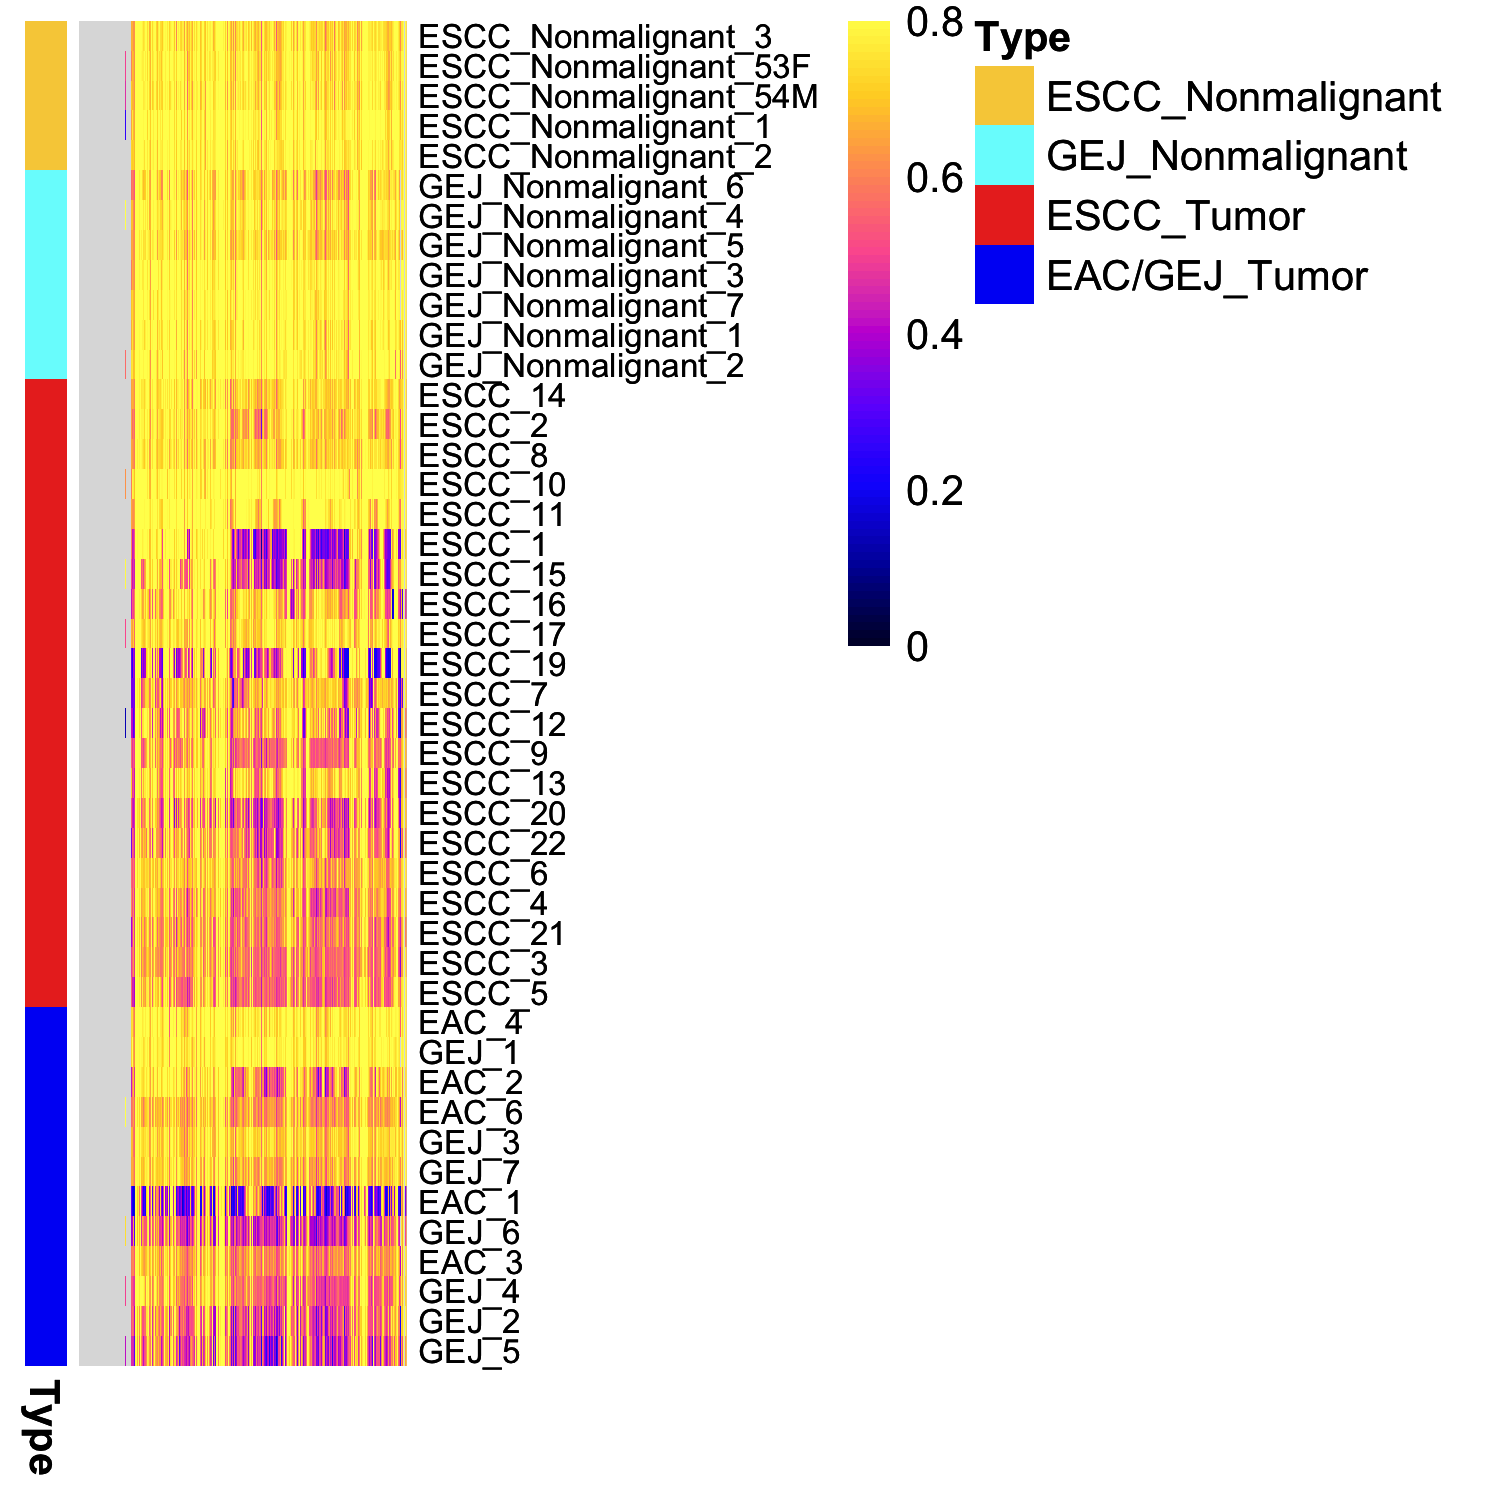 ESCC_Nonmalignant_3
ESCC_Nonmalignant_53F
ESCC_Nonmalignant_54M
ESCC_Nonmalignant_1
ESCC_Nonmalignant_2
GEJ_Nonmalignant_6
GEJ_Nonmalignant_4
GEJ_Nonmalignant_5
GEJ_Nonmalignant_3
GEJ_Nonmalignant_7
GEJ_Nonmalignant_1
GEJ_Nonmalignant_2
ESCC_14
ESCC_2
ESCC_8
ESCC_10
ESCC_11
ESCC_1
ESCC_15
ESCC_16
ESCC_17
ESCC_19
ESCC_7
ESCC_12
ESCC_9
ESCC_13
ESCC_20
ESCC_22
ESCC_6
ESCC_4
ESCC_21
ESCC_3
ESCC_5
EAC_4
GEJ_1
EAC_2
EAC_6
GEJ_3
GEJ_7
EAC_1
GEJ_6
EAC_3
GEJ_4
GEJ_2
GEJ_5
Type
0.8
0.6
0.4
0.2
0
Type
ESCC_Nonmalignant
GEJ_Nonmalignant
ESCC_Tumor
EAC/GEJ_Tumor